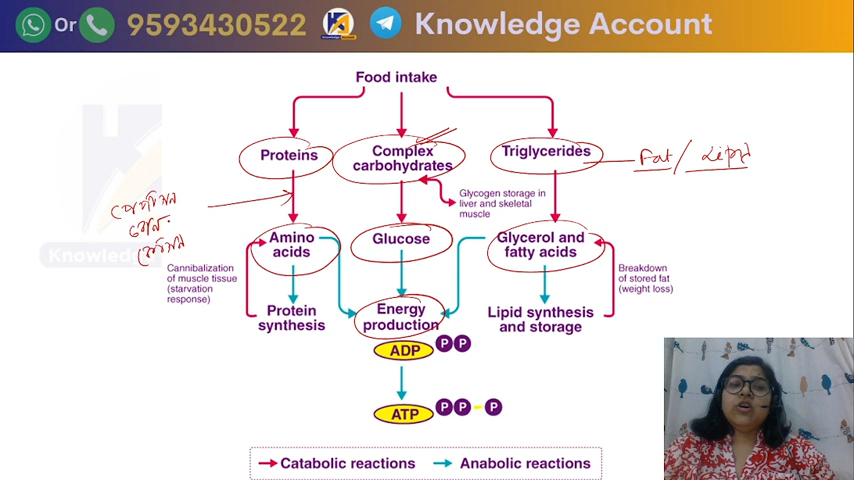 Or 9593430522 Knowledge Account
Food intake
Proteins
Complex
carbohydrates
Triglycerides
Fat / Lipid
Glycogen storage in
liver and skeletal
muscle
পেপসিন
রেনিন
Amino
acids
Glucose
Glycerol and
fatty acids
Cannibalization
of muscle tissue
(starvation
response)
Breakdown
of stored fat
(weight loss)
Protein
synthesis
Energy
production
Lipid synthesis
and storage
ADP P P
ATP P P P
Catabolic reactions Anabolic reactions